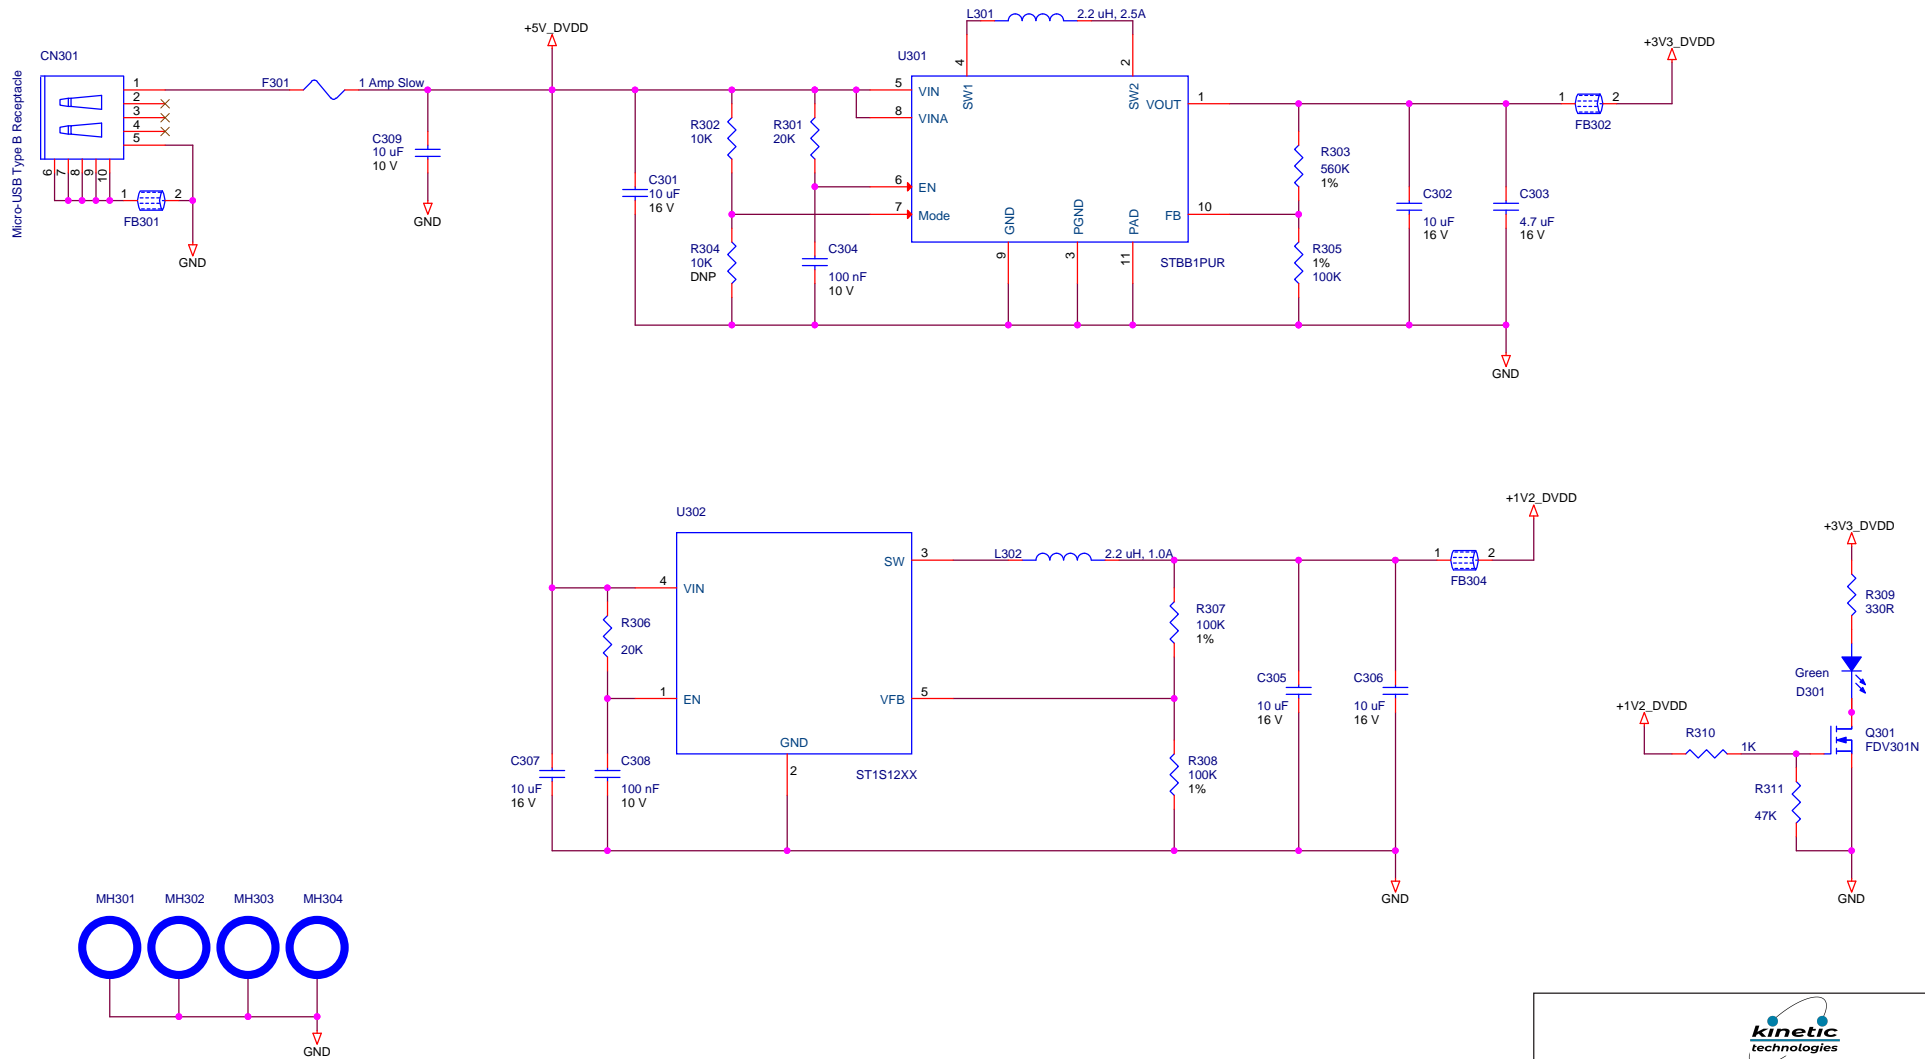 CN301
Micro-USB Type B Receptacle
1
2
3
4
5
6
7
8
9
10
1
2
FB301
GND
F301
1 Amp Slow
C309
10 uF
10 V
GND
+5V_DVDD
C301
10 uF
16 V
R302
10K
R301
20K
R304
10K
DNP
C304
100 nF
10 V
L301
2.2 uH, 2.5A
U301
4
2
SW1
SW2
5
VIN
8
VINA
6
EN
7
Mode
VOUT
1
FB
10
GND
PGND
PAD
9
3
11
STBB1PUR
R303
560K
1%
R305
1%
100K
C302
10 uF
16 V
C303
4.7 uF
16 V
GND
1
2
FB302
+3V3_DVDD
U302
4
VIN
1
EN
SW
3
VFB
5
GND
2
ST1S12XX
R306
20K
C307
10 uF
16 V
C308
100 nF
10 V
L302
2.2 uH, 1.0A
R307
100K
1%
R308
100K
1%
C305
10 uF
16 V
C306
10 uF
16 V
GND
1
2
FB304
+1V2_DVDD
+3V3_DVDD
R309
330R
Green
D301
+1V2_DVDD
R310
1K
Q301
FDV301N
R311
47K
GND
MH301
MH302
MH303
MH304
GND
kinetic
technologies